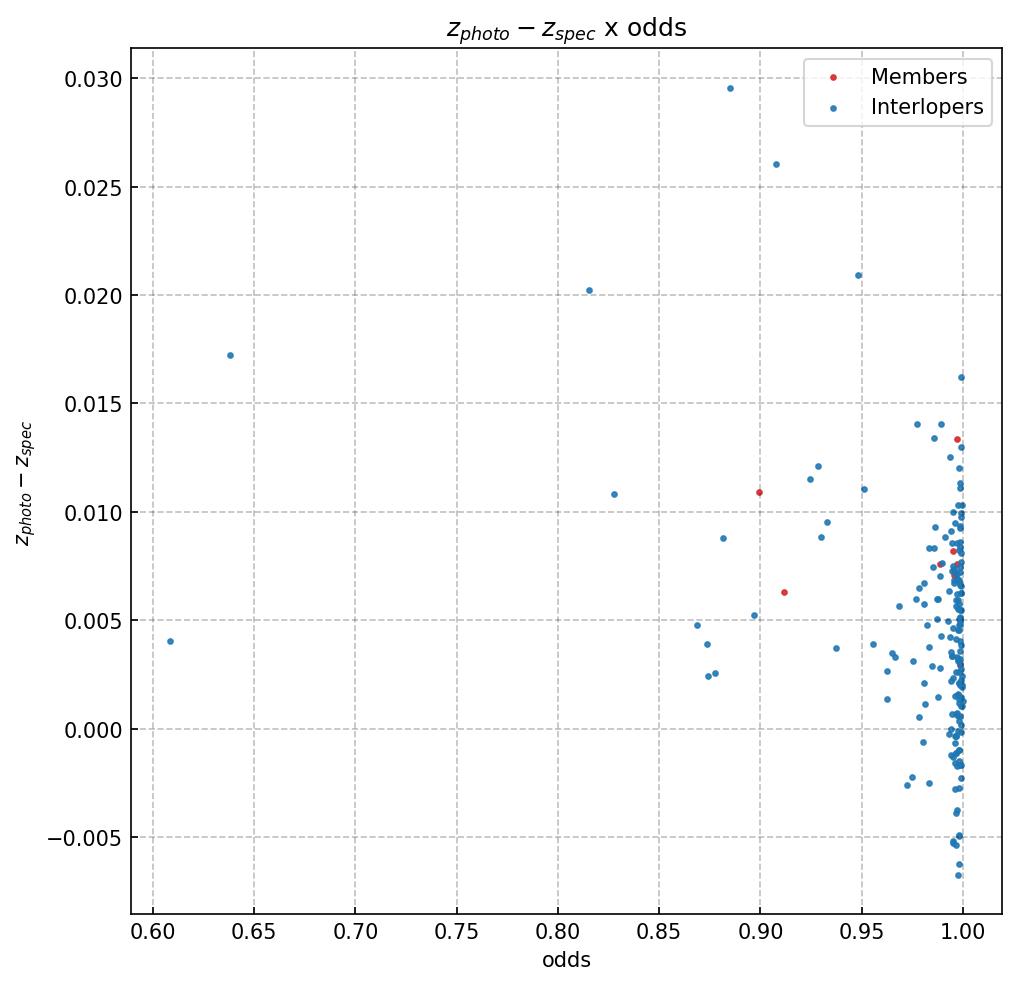 z_photo − z_spec x odds
Members
Interlopers
z_photo − z_spec
0.030
0.025
0.020
0.015
0.010
0.005
0.000
−0.005
0.60 0.65 0.70 0.75 0.80 0.85 0.90 0.95 1.00
odds